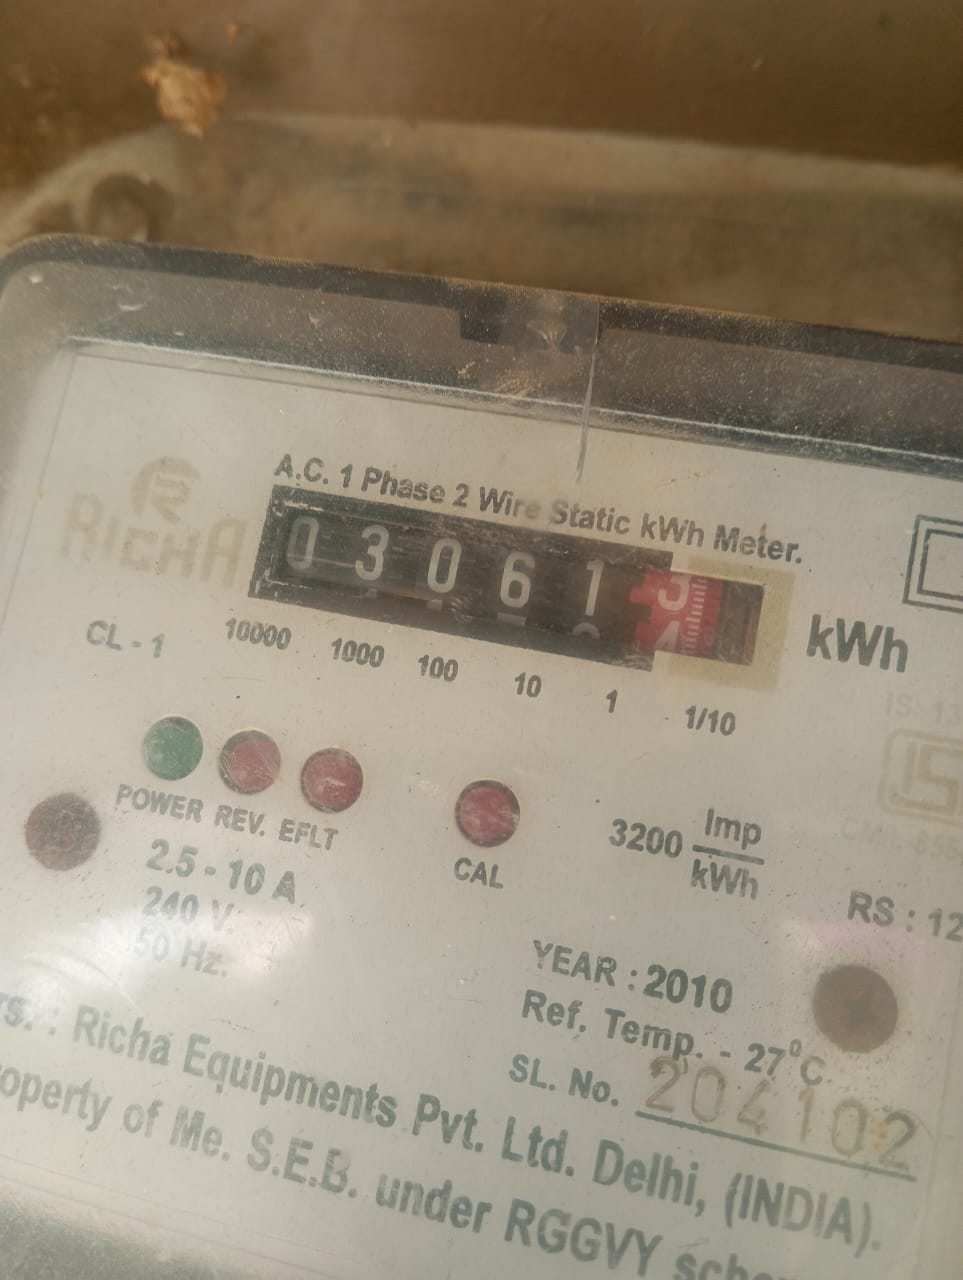 RICHA
A.C. 1 Phase 2 Wire Static kWh Meter.
0 3 0 6 1 3
4
kWh
CL - 1
10000 1000 100 10 1 1/10
POWER REV. EFLT
CAL
3200 Imp
kWh
2.5 - 10 A
240 V.
50 Hz.
RS : 12
YEAR : 2010
Ref. Temp. - 27°C
SL. No. 204102
rs. : Richa Equipments Pvt. Ltd. Delhi, (INDIA).
operty of Me. S.E.B. under RGGVY sche